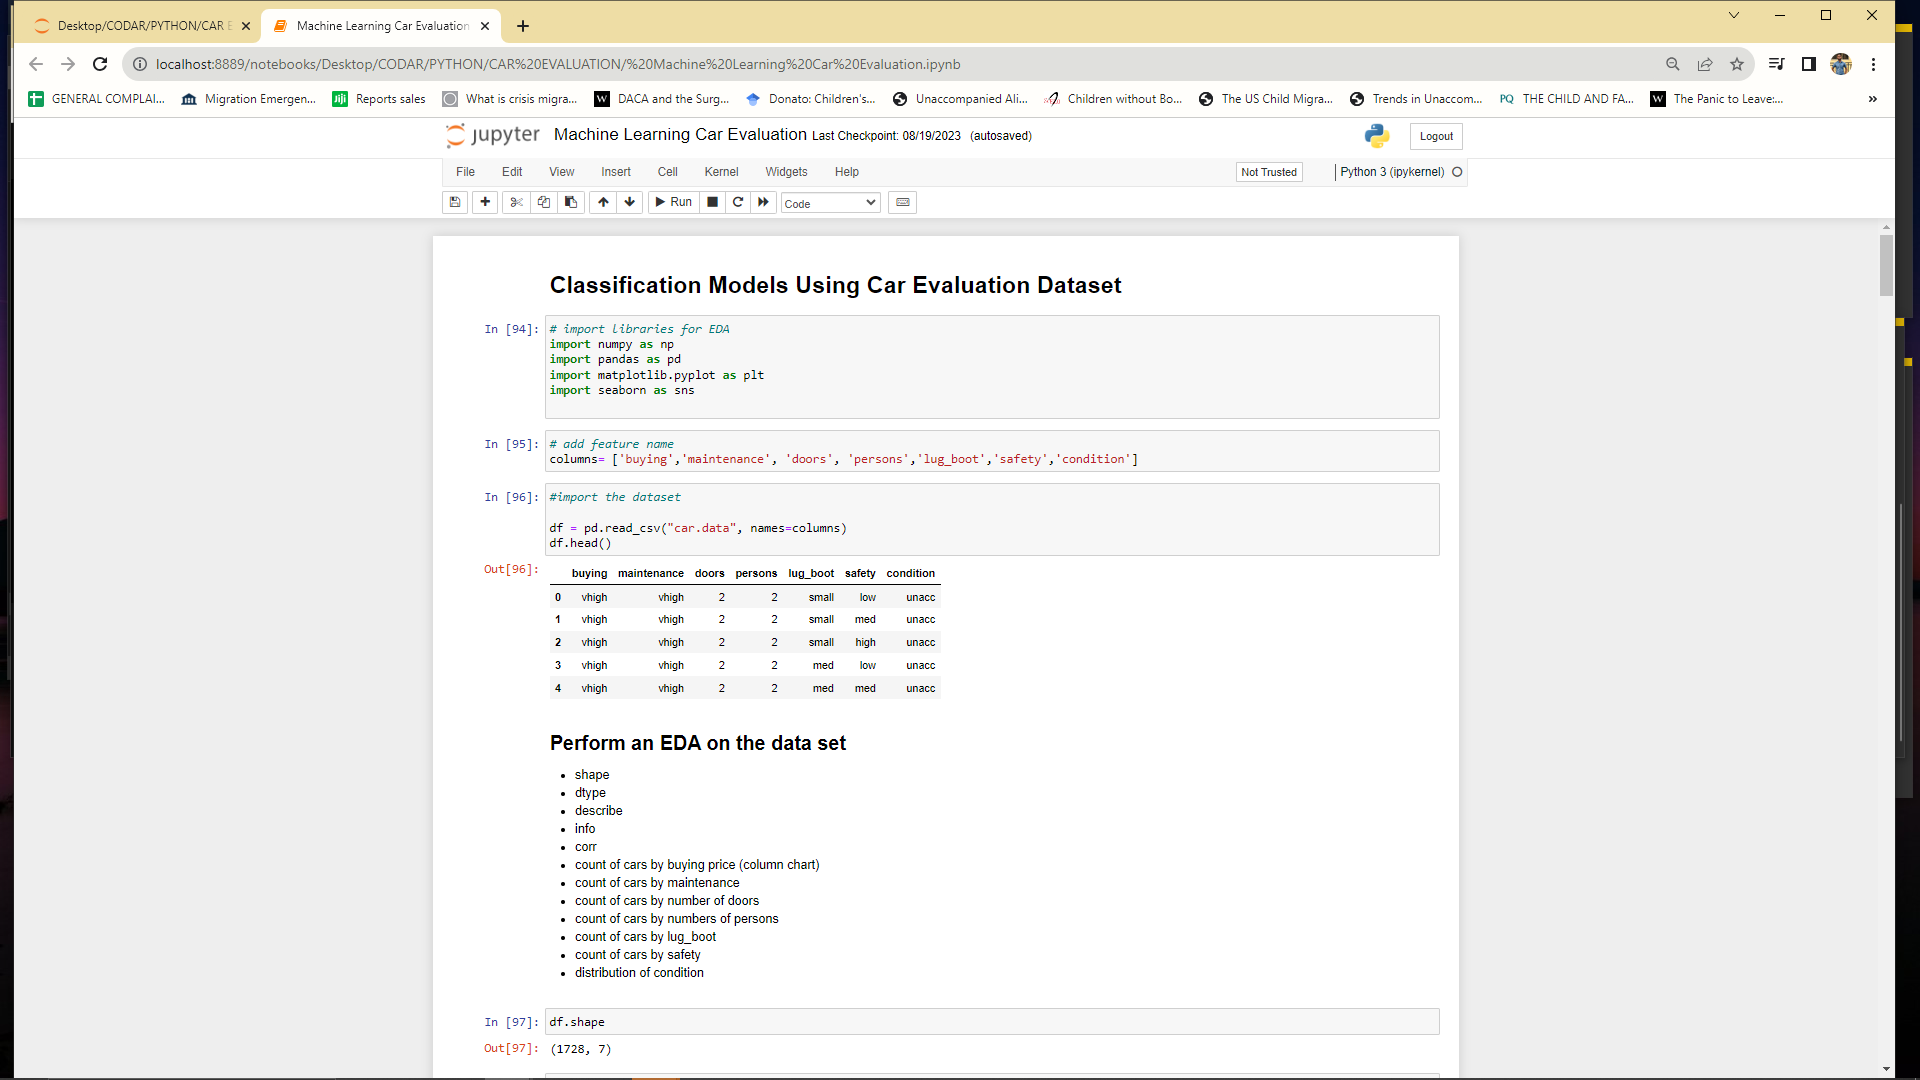 Desktop/CODAR/PYTHON/CAR E
Machine Learning Car Evaluation
localhost:8889/notebooks/Desktop/CODAR/PYTHON/CAR%20EVALUATION/%20Machine%20Learning%20Car%20Evaluation.ipynb
GENERAL COMPLAI... Migration Emergen... Jiji Reports sales What is crisis migra... W DACA and the Surg... Donato: Children's... Unaccompanied Ali... Children without Bo... The US Child Migra... Trends in Unaccom... PQ THE CHILD AND FA... W The Panic to Leave:... »
jupyter Machine Learning Car Evaluation Last Checkpoint: 08/19/2023 (autosaved) Logout
File Edit View Insert Cell Kernel Widgets Help Not Trusted Python 3 (ipykernel)
Run Code
Classification Models Using Car Evaluation Dataset
In [94]: # import libraries for EDA
import numpy as np
import pandas as pd
import matplotlib.pyplot as plt
import seaborn as sns
In [95]: # add feature name
columns= ['buying','maintenance', 'doors', 'persons','lug_boot','safety','condition']
In [96]: #import the dataset
df = pd.read_csv("car.data", names=columns)
df.head()
Out[96]:
buying maintenance doors persons lug_boot safety condition
0 vhigh vhigh 2 2 small low unacc
1 vhigh vhigh 2 2 small med unacc
2 vhigh vhigh 2 2 small high unacc
3 vhigh vhigh 2 2 med low unacc
4 vhigh vhigh 2 2 med med unacc
Perform an EDA on the data set
• shape
• dtype
• describe
• info
• corr
• count of cars by buying price (column chart)
• count of cars by maintenance
• count of cars by number of doors
• count of cars by numbers of persons
• count of cars by lug_boot
• count of cars by safety
• distribution of condition
In [97]: df.shape
Out[97]: (1728, 7)